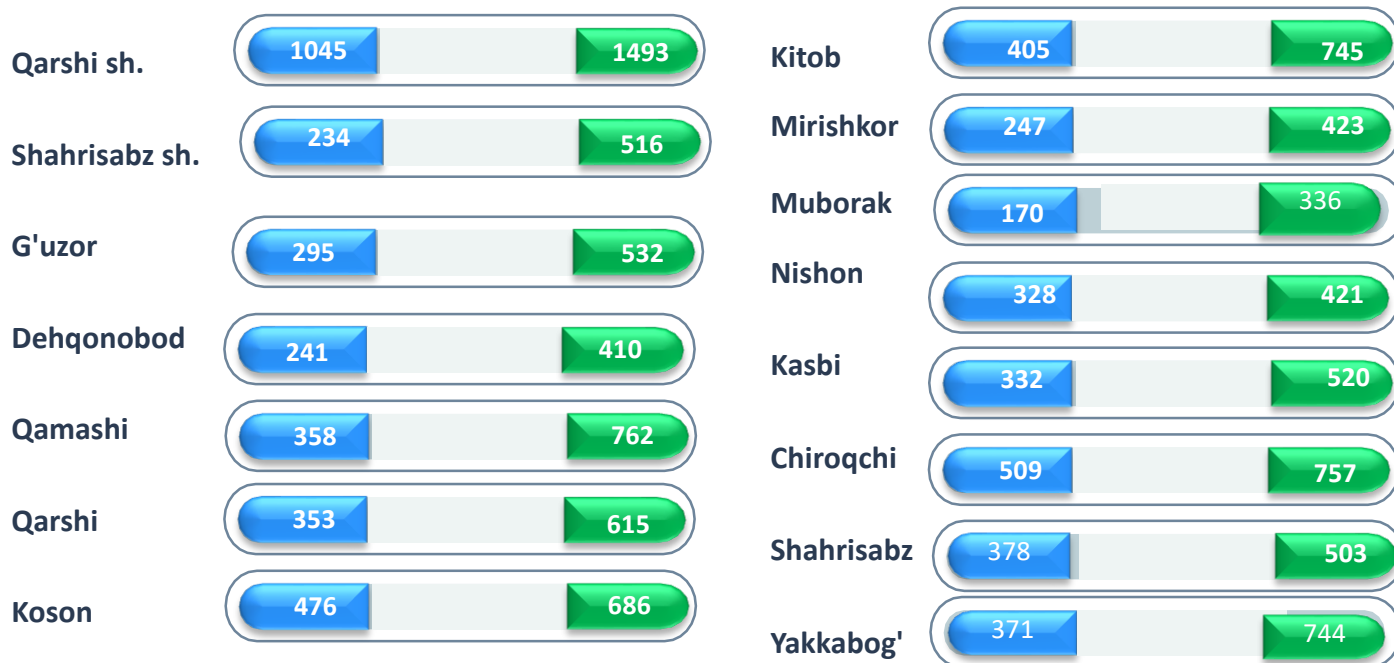 Qarshi sh. 1045 1493
Shahrisabz sh. 234 516
G'uzor 295 532
Dehqonobod 241 410
Qamashi 358 762
Qarshi 353 615
Koson 476 686
Kitob 405 745
Mirishkor 247 423
Muborak 170 336
Nishon 328 421
Kasbi 332 520
Chiroqchi 509 757
Shahrisabz 378 503
Yakkabog' 371 744